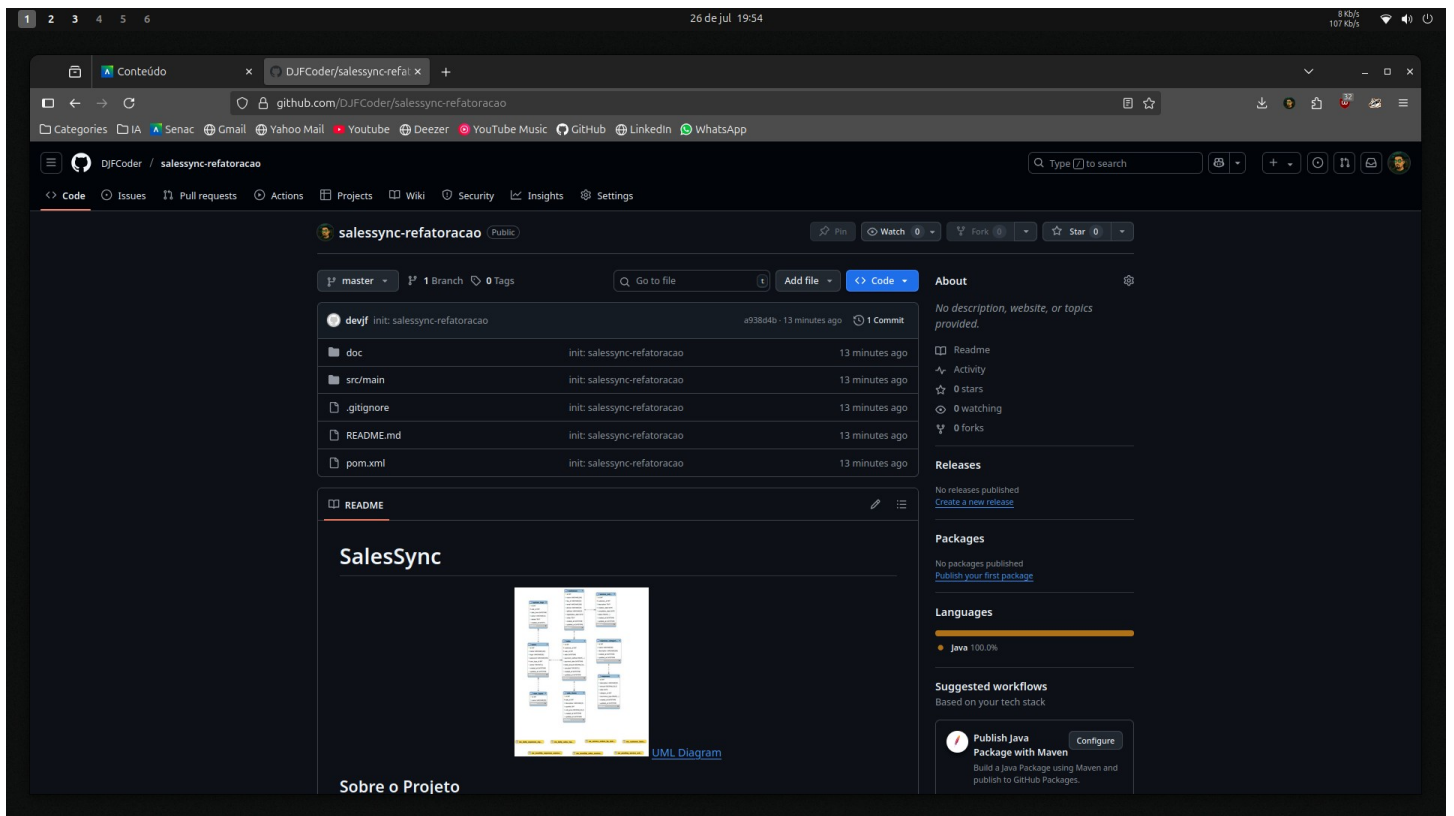 1 2 3 4 5 6
26 de jul 19:54
8 Kb/s
107 Kb/s
Conteúdo
DJFCoder/salessync-refat
github.com/DJFCoder/salessync-refatoracao
32
Categories IA Senac Gmail Yahoo Mail Youtube Deezer YouTube Music GitHub LinkedIn WhatsApp
DJFCoder / salessync-refatoracao
Type / to search
Code Issues Pull requests Actions Projects Wiki Security Insights Settings
salessync-refatoracao Public
Pin Watch 0 Fork 0 Star 0
master 1 Branch 0 Tags Go to file t Add file Code
devjf init: salessync-refatoracao a938d4b · 13 minutes ago 1 Commit
doc init: salessync-refatoracao 13 minutes ago
src/main init: salessync-refatoracao 13 minutes ago
.gitignore init: salessync-refatoracao 13 minutes ago
README.md init: salessync-refatoracao 13 minutes ago
pom.xml init: salessync-refatoracao 13 minutes ago
README
SalesSync
UML Diagram
Sobre o Projeto
About
No description, website, or topics
provided.
Readme
Activity
0 stars
0 watching
0 forks
Releases
No releases published
Create a new release
Packages
No packages published
Publish your first package
Languages
Java 100.0%
Suggested workflows
Based on your tech stack
Publish Java
Package with Maven
Configure
Build a Java Package using Maven and
publish to GitHub Packages.